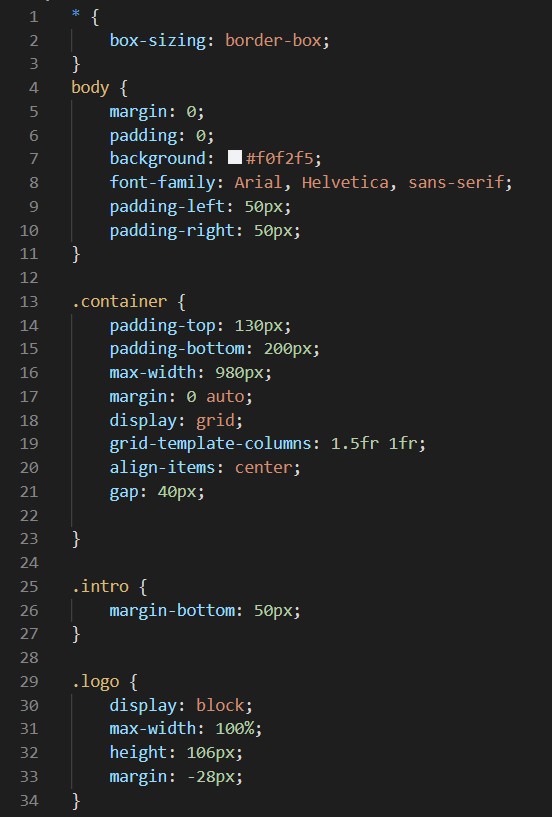 1 * {
2     box-sizing: border-box;
3 }
4 body {
5     margin: 0;
6     padding: 0;
7     background: #f0f2f5;
8     font-family: Arial, Helvetica, sans-serif;
9     padding-left: 50px;
10     padding-right: 50px;
11 }
12
13 .container {
14     padding-top: 130px;
15     padding-bottom: 200px;
16     max-width: 980px;
17     margin: 0 auto;
18     display: grid;
19     grid-template-columns: 1.5fr 1fr;
20     align-items: center;
21     gap: 40px;
22
23 }
24
25 .intro {
26     margin-bottom: 50px;
27 }
28
29 .logo {
30     display: block;
31     max-width: 100%;
32     height: 106px;
33     margin: -28px;
34 }